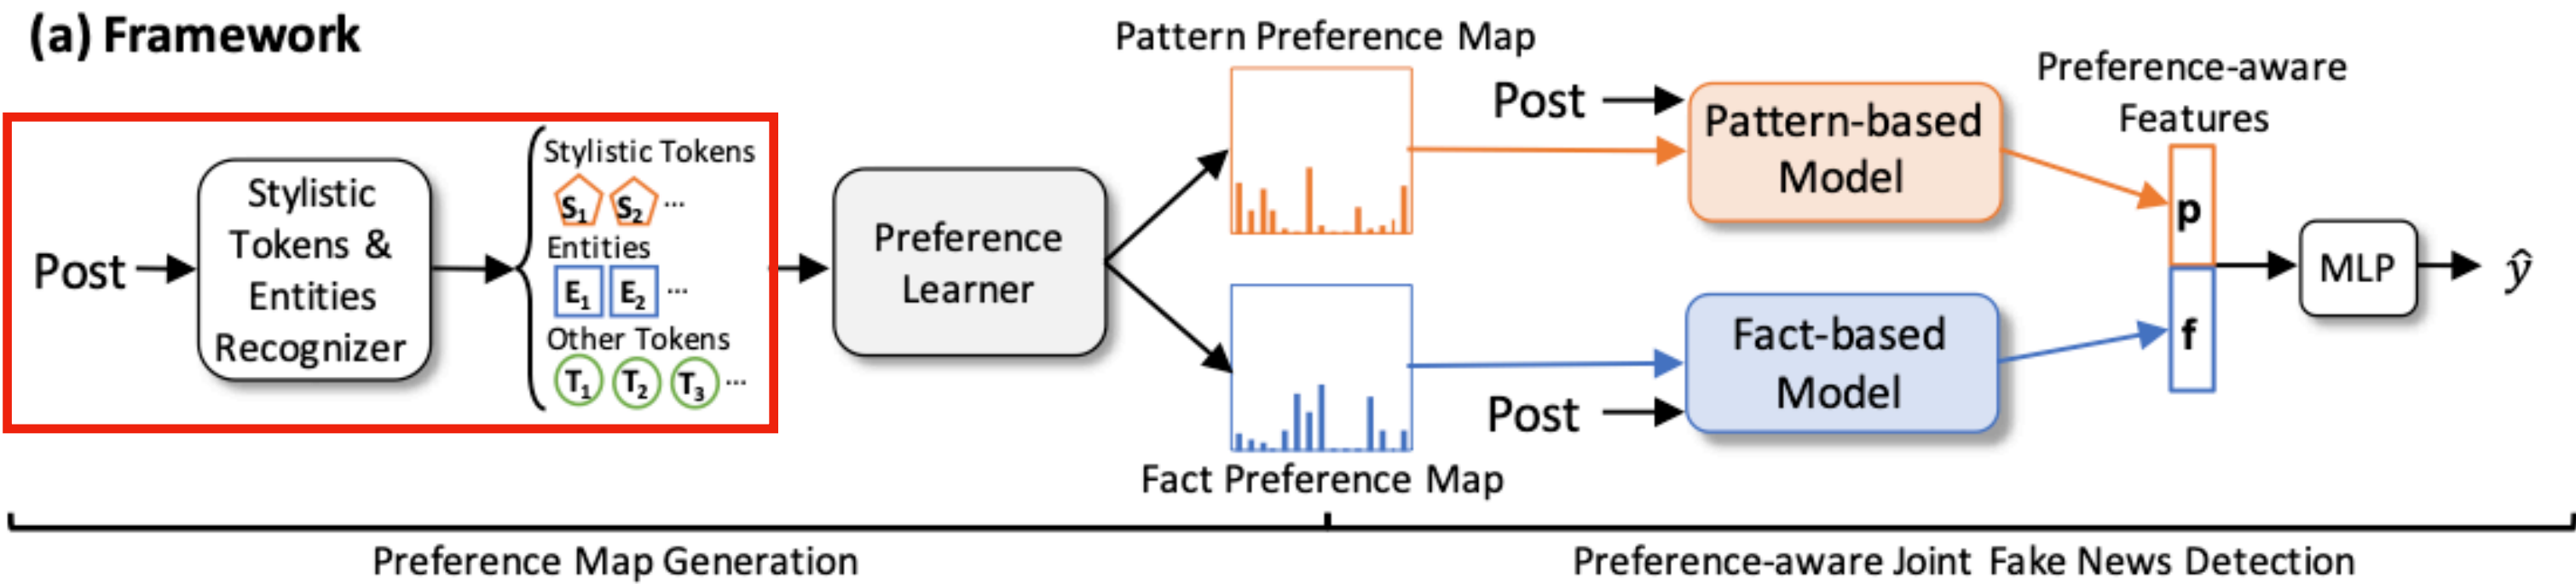 (a) Framework
Post
Stylistic
Tokens &
Entities
Recognizer
Stylistic Tokens
S1 S2 ...
Entities
E1 E2 ...
Other Tokens
T1 T2 T3 ...
Preference
Learner
Pattern Preference Map
Fact Preference Map
Post
Pattern-based
Model
Fact-based
Model
Post
Preference-aware
Features
p
f
MLP
ŷ
Preference Map Generation
Preference-aware Joint Fake News Detection